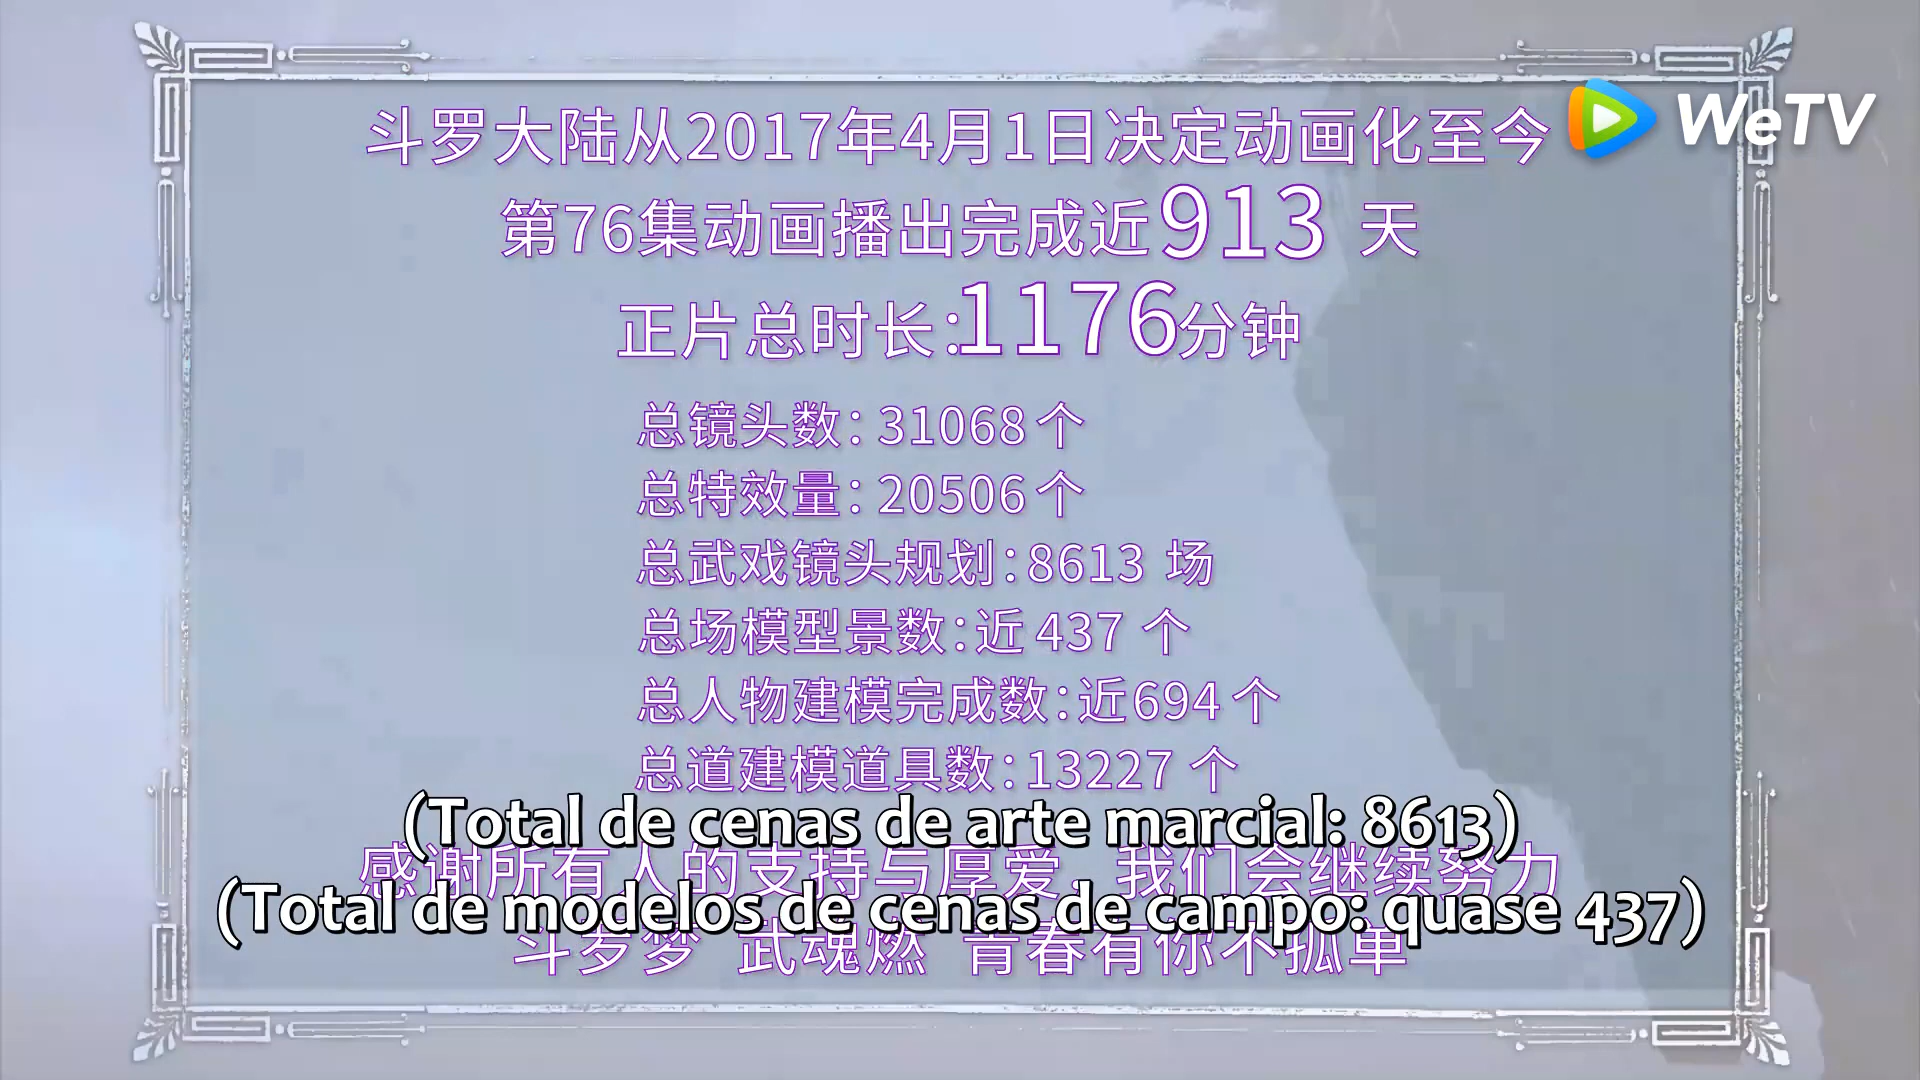 斗罗大陆从2017年4月1日决定动画化至今
WeTV
第76集动画播出完成近913 天
正片总时长:1176分钟
总镜头数: 31068个
总特效量: 20506个
总武戏镜头规划:8613 场
总场模型景数:近437 个
总人物建模完成数:近694个
总道建模道具数:13227 个
(Total de cenas de arte marcial: 8613)
感谢所有人的支持与厚爱, 我们会继续努力
(Total de modelos de cenas de campo: quase 437)
斗罗梦 武魂燃 青春有你不孤单